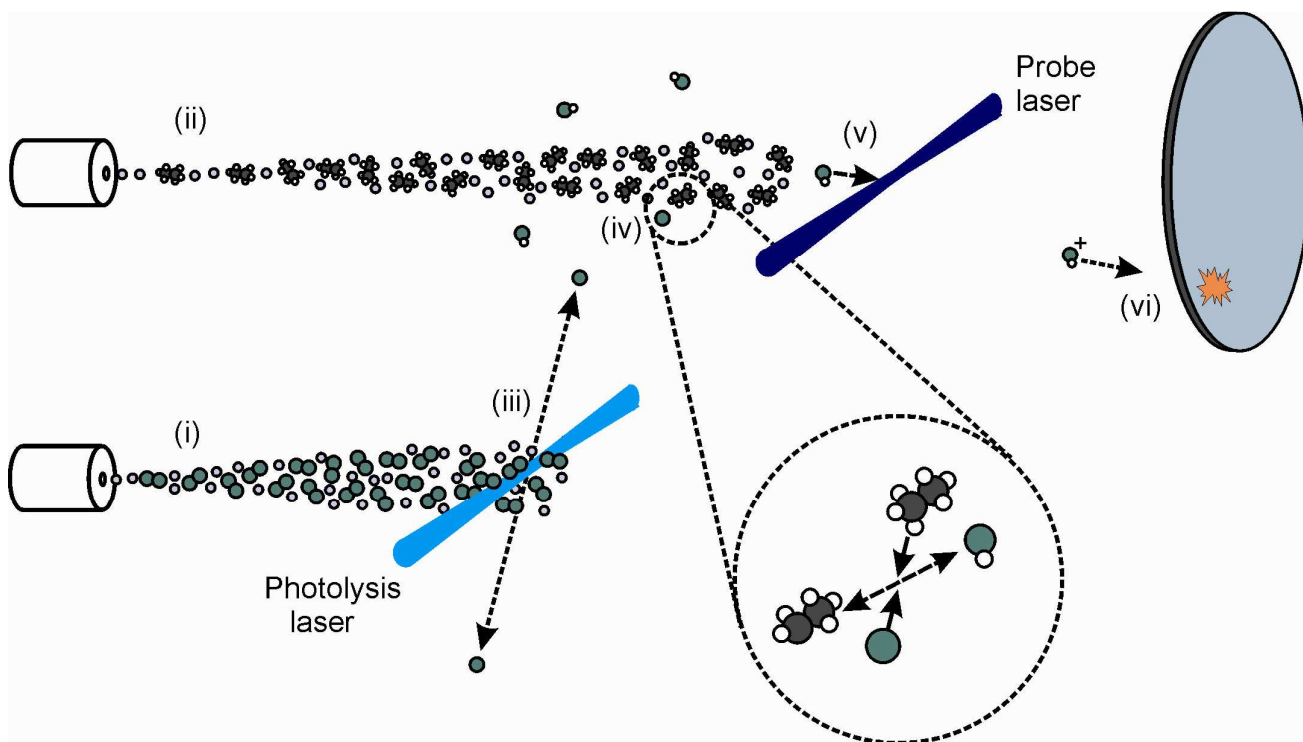 Probe
laser
(ii)
(v)
(iv)
+
(vi)
(iii)
(i)
Photolysis
laser